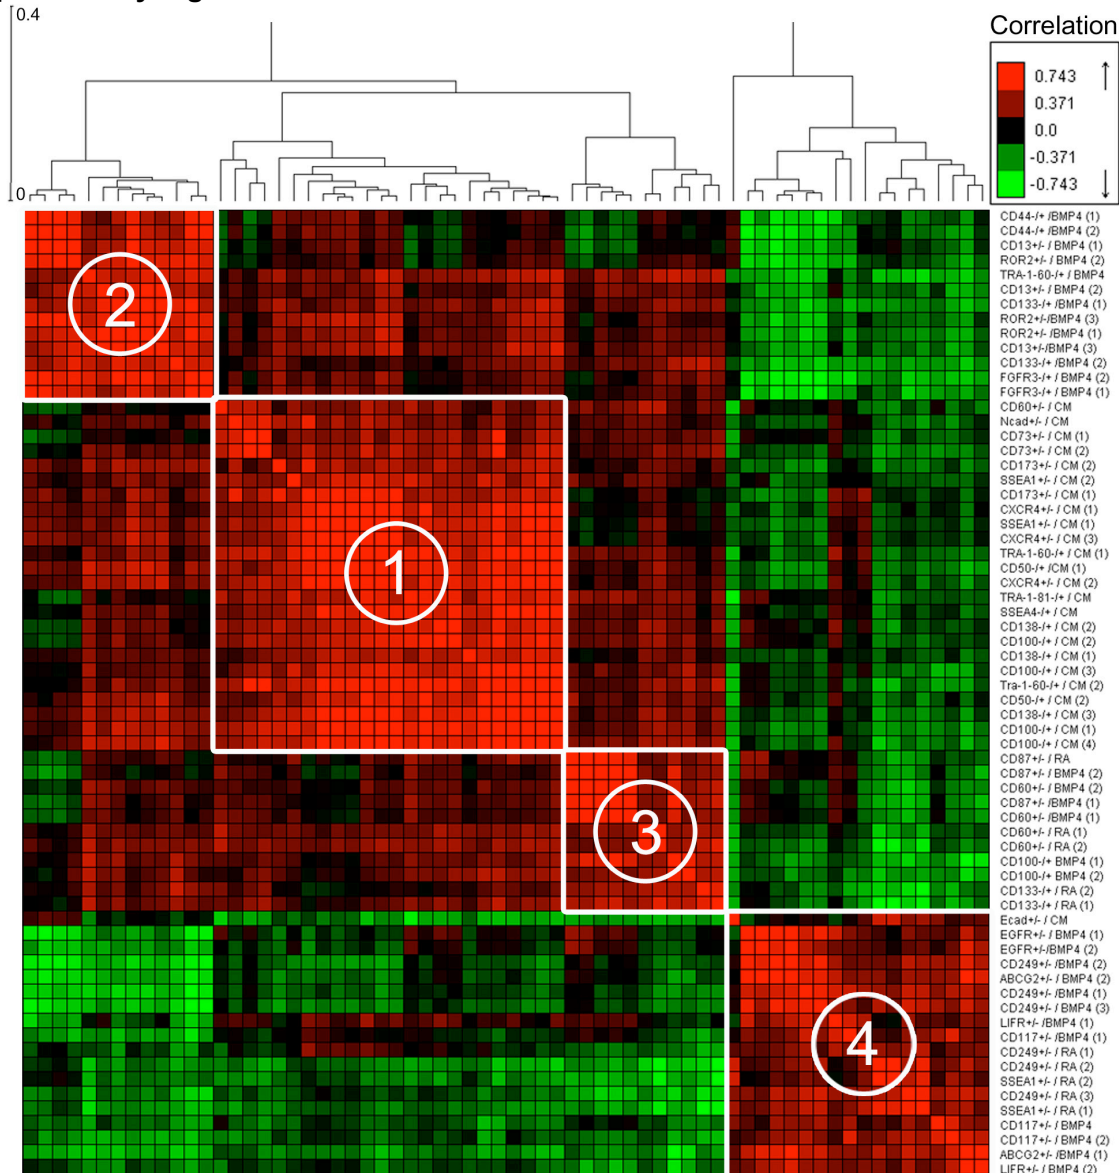 0.4
Correlation
0.743
0.371
0.0
-0.371
-0.743
0
CD44-/+ /BMP4 (1)
CD44-/+ /BMP4 (2)
CD13+/- / BMP4 (1)
ROR2+/- / BMP4 (2)
TRA-1-60-/+ / BMP4
CD13+/- / BMP4 (2)
CD133-/+ /BMP4 (1)
ROR2+/-/BMP4 (3)
ROR2+/- /BMP4 (1)
CD13+/-/BMP4 (3)
CD133-/+ /BMP4 (2)
FGFR3-/+ / BMP4 (2)
FGFR3-/+ / BMP4 (1)
CD60+/- / CM
Ncad+/- / CM
CD73+/- / CM (1)
CD73+/- / CM (2)
CD173+/- / CM (2)
SSEA1+/- / CM (2)
CD173+/- / CM (1)
CXCR4+/- / CM (1)
SSEA1+/- / CM (1)
CXCR4+/- / CM (3)
TRA-1-60-/+ / CM (1)
CD50-/+ /CM (1)
CXCR4+/- / CM (2)
TRA-1-81-/+ / CM
SSEA4-/+ / CM
CD138-/+ / CM (2)
CD100-/+ / CM (2)
CD138-/+ / CM (1)
CD100-/+ / CM (3)
Tra-1-60-/+ / CM (2)
CD50-/+ / CM (2)
CD138-/+ / CM (3)
CD100-/+ / CM (1)
CD100-/+ / CM (4)
CD87+/- / RA
CD87+/- / BMP4 (2)
CD60+/- / BMP4 (2)
CD87+/- /BMP4 (1)
CD60+/- /BMP4 (1)
CD60+/- / RA (1)
CD60+/- / RA (2)
CD100-/+ BMP4 (1)
CD100-/+ BMP4 (2)
CD133-/+ / RA (2)
CD133-/+ / RA (1)
Ecad+/- / CM
EGFR+/- / BMP4 (1)
EGFR+/-/BMP4 (2)
CD249+/- /BMP4 (2)
ABCG2+/- / BMP4 (2)
CD249+/- /BMP4 (1)
CD249+/- /BMP4 (3)
LIFR+/- /BMP4 (1)
CD117+/- /BMP4 (1)
CD249+/- / RA (1)
CD249+/- / RA (2)
SSEA1+/- / RA (2)
CD249+/- / RA (3)
SSEA1+/- / RA (1)
CD117+/- / BMP4
CD117+/- / BMP4 (2)
ABCG2+/- /BMP4 (1)
LIFR+/- BMP4 (2)
2
1
3
4